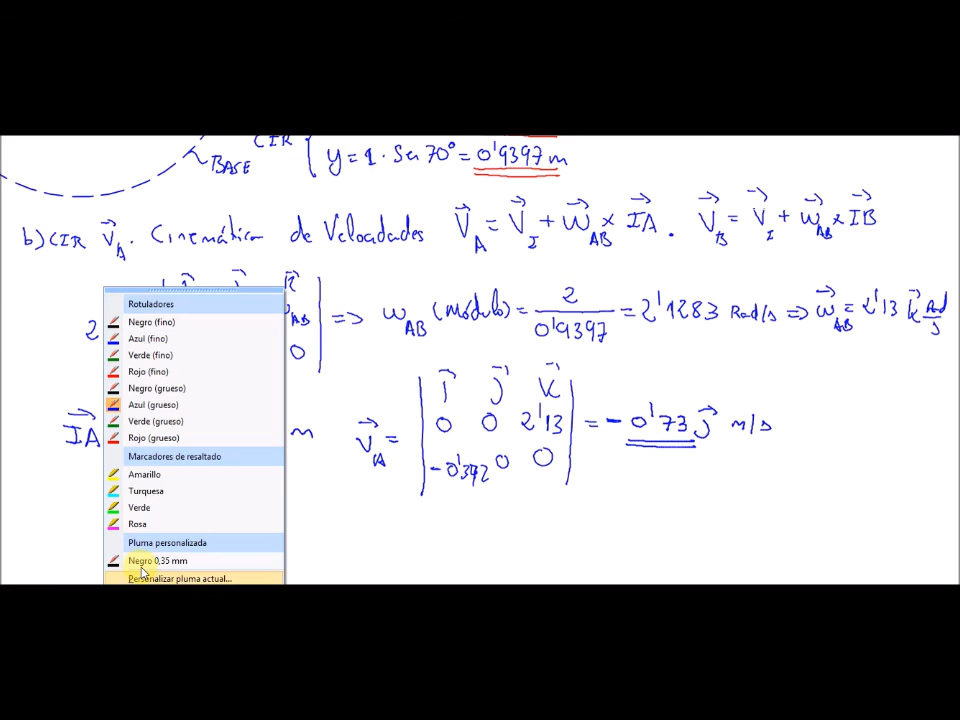 CIR
y = 1 · Sen 70° = 0'9397 m
BASE
b) CIR V⃗A. Cinemática de Velocidades V⃗A = V⃗I + ω⃗AB × IA⃗. V⃗B = V⃗I + ω⃗AB × IB⃗
2
AB
0
=> ωAB (módulo) = 2 / 0'9397 = 2'1283 Rad/s => ω⃗AB = 2'13 k⃗ Rad/s
IA⃗
m
V⃗A = | i⃗ j⃗ k⃗ |
| 0 0 2'13 | = - 0'73 j⃗ m/s
| -0'342 0 0 |
Rotuladores
Negro (fino)
Azul (fino)
Verde (fino)
Rojo (fino)
Negro (grueso)
Azul (grueso)
Verde (grueso)
Rojo (grueso)
Marcadores de resaltado
Amarillo
Turquesa
Verde
Rosa
Pluma personalizada
Negro 0,35 mm
Personalizar pluma actual...